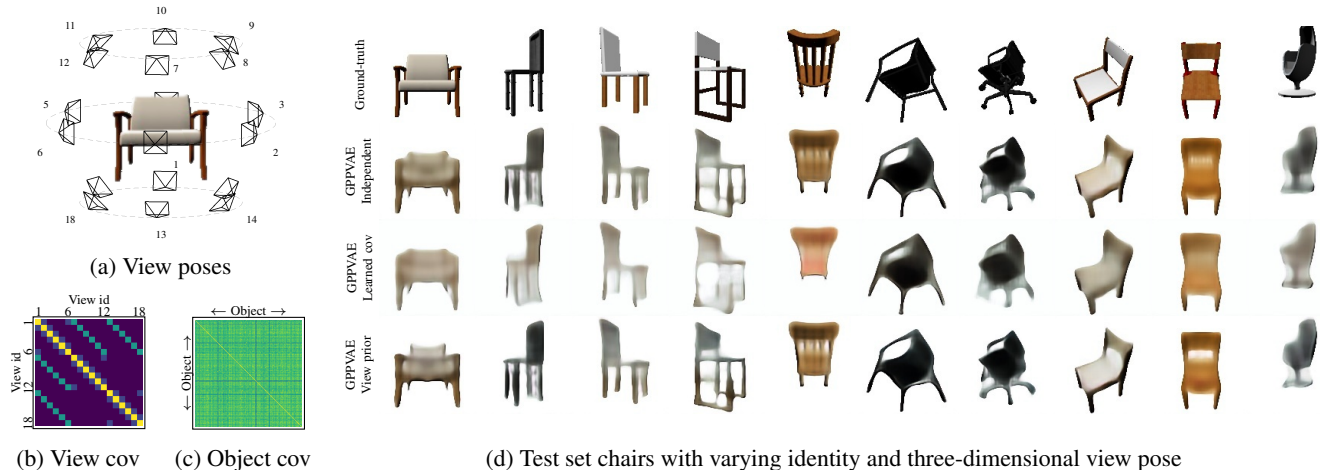 10
11
9
12
7
8
5
3
6
2
1
18
14
13
(a) View poses
View id
1 6 12 18
View id
1
6
12
18
(b) View cov
← Object →
← Object →
(c) Object cov
Ground-truth
GPPVAE
Independent
GPPVAE
Learned cov
GPPVAE
View prior
(d) Test set chairs with varying identity and three-dimensional view pose